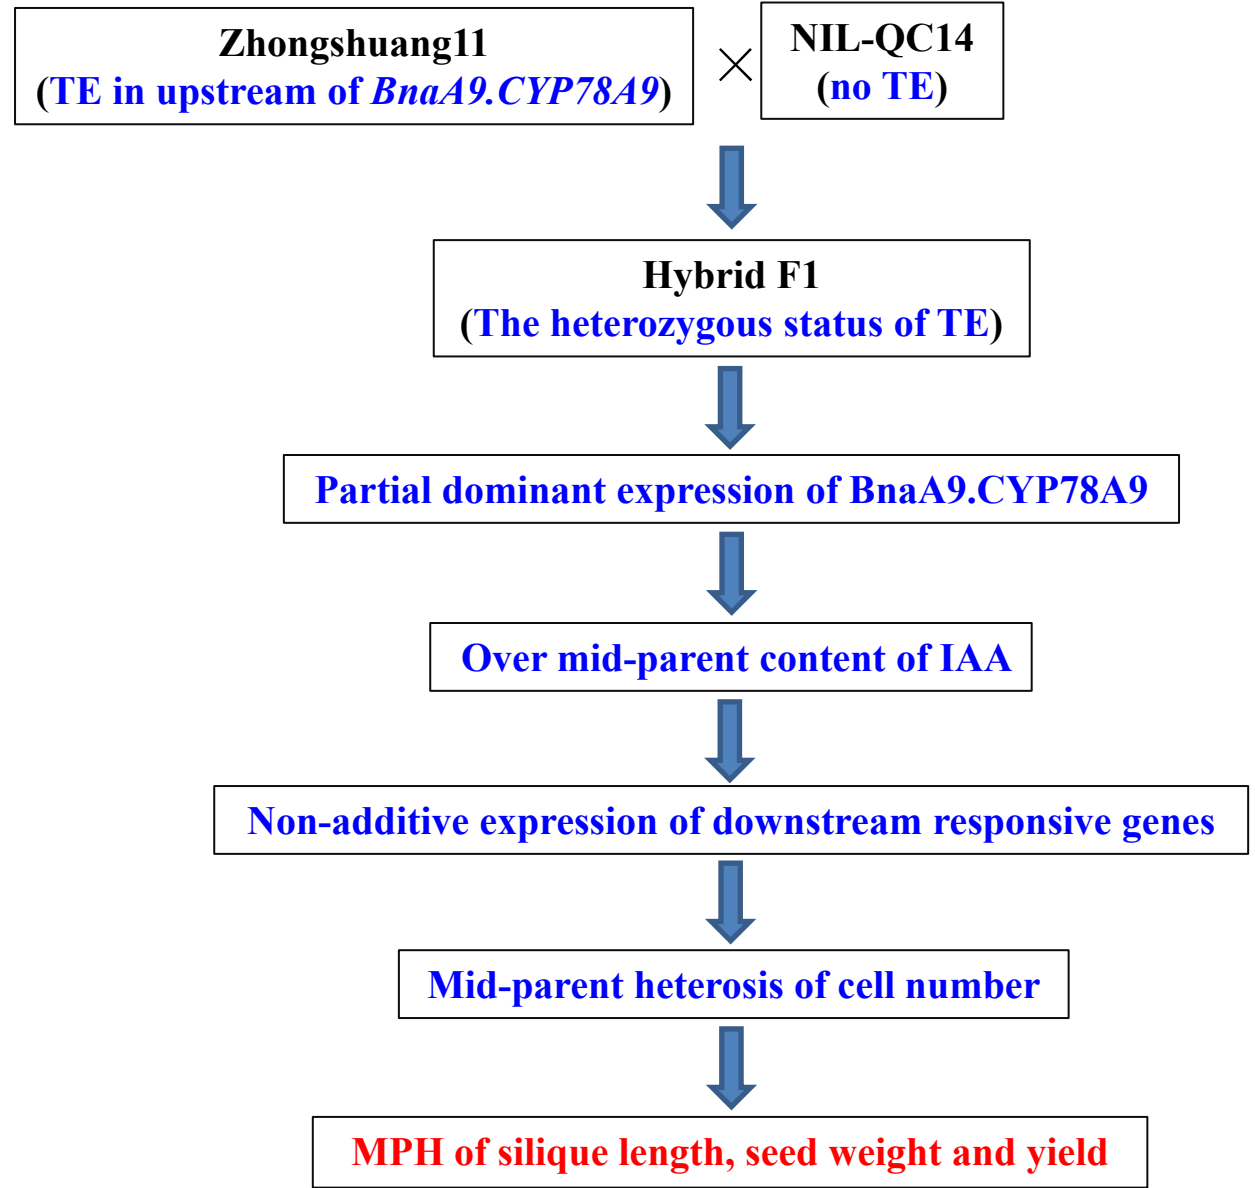 Zhongshuang11
(TE in upstream of BnaA9.CYP78A9)
×
NIL-QC14
(no TE)
Hybrid F1
(The heterozygous status of TE)
Partial dominant expression of BnaA9.CYP78A9
Over mid-parent content of IAA
Non-additive expression of downstream responsive genes
Mid-parent heterosis of cell number
MPH of silique length, seed weight and yield